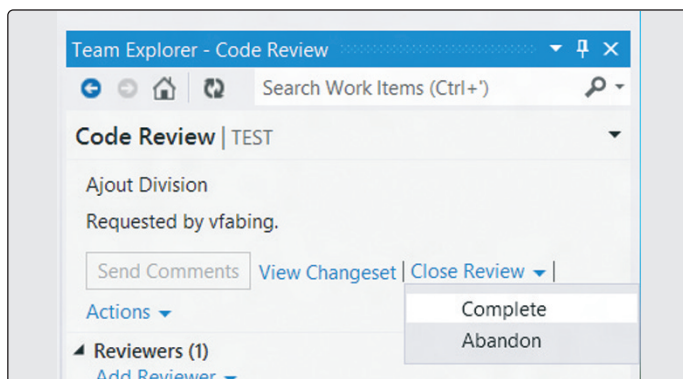 Team Explorer - Code Review
Search Work Items (Ctrl+')
Code Review | TEST
Ajout Division
Requested by vfabing.
Send Comments View Changeset | Close Review |
Complete
Actions
Abandon
Reviewers (1)
Add Reviewer